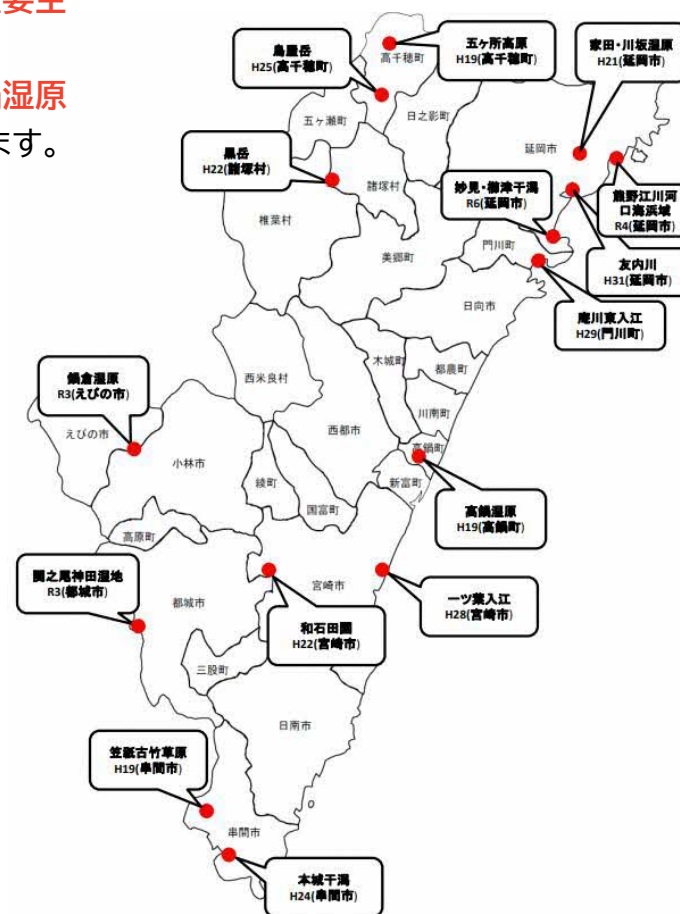 要生
湿原
ます。
鳥屋岳
H25(高千穂町)
五ヶ所高原
H19(高千穂町)
家田・川坂湿原
H21(延岡市)
高千穂町
日之影町
五ヶ瀬町
延岡市
黒岳
H22(諸塚村)
諸塚村
妙見・櫛津干潟
R6(延岡市)
熊野江川河
口海浜域
R4(延岡市)
椎葉村
門川町
美郷町
友内川
H31(延岡市)
日向市
庵川東入江
H29(門川町)
木城町
都農町
西米良村
鍋倉湿原
R3(えびの市)
川南町
えびの市
西都市
高鍋町
小林市
綾町
新富町
国富町
高鍋湿原
H19(高鍋町)
高原町
関之尾神田湿地
R3(都城市)
宮崎市
都城市
一ツ葉入江
H28(宮崎市)
和石田園
H22(宮崎市)
三股町
日南市
笠祇古竹草原
H19(串間市)
串間市
本城干潟
H24(串間市)